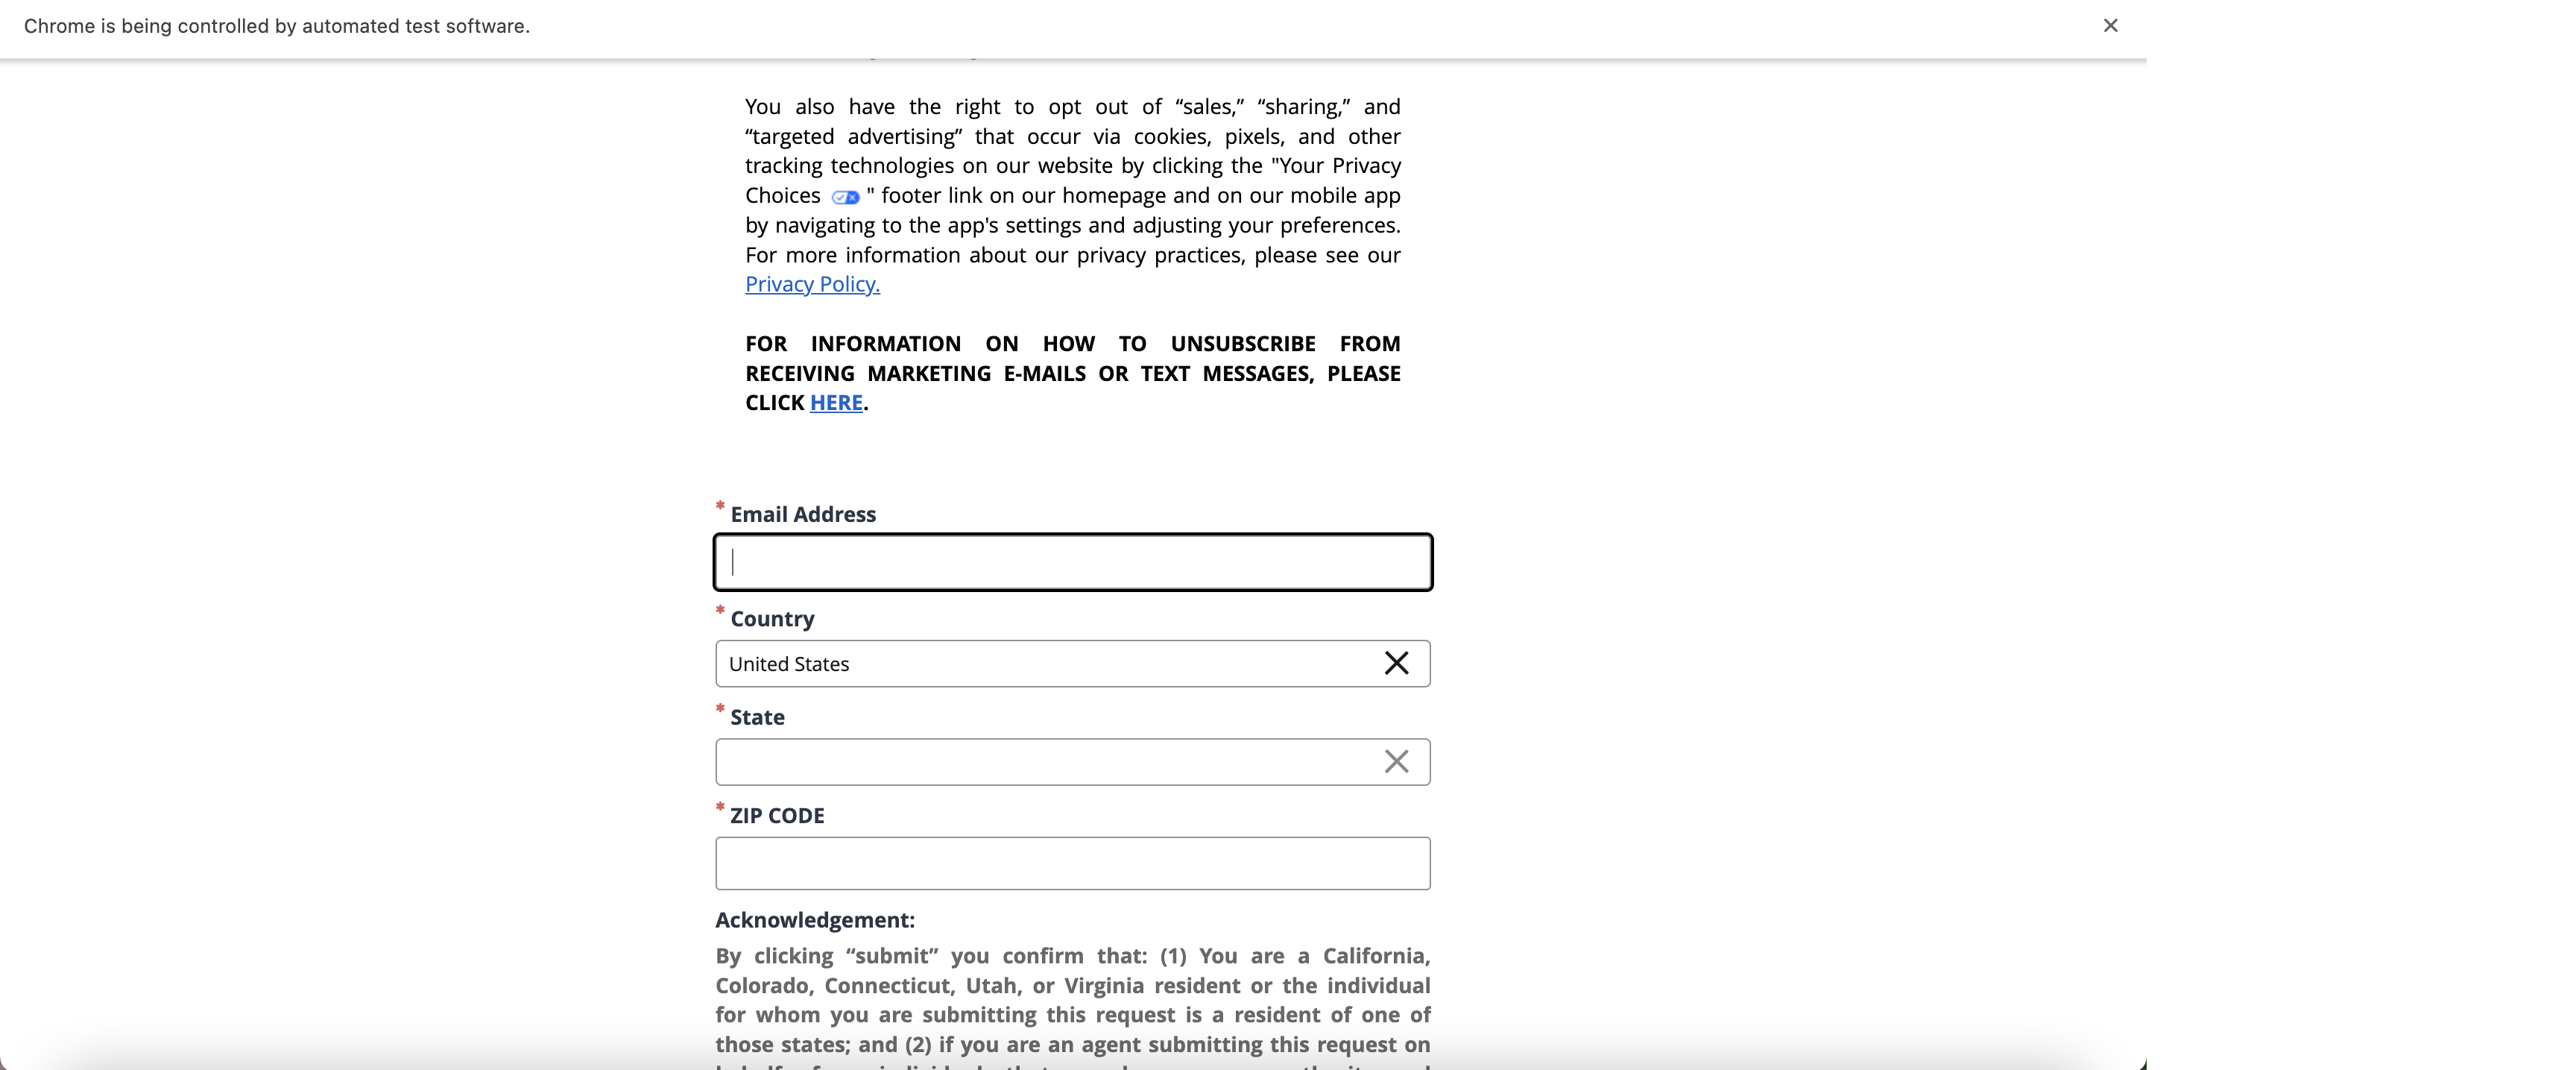 Chrome is being controlled by automated test software.
You also have the right to opt out of “sales,” “sharing,” and
“targeted advertising” that occur via cookies, pixels, and other
tracking technologies on our website by clicking the "Your Privacy
Choices " footer link on our homepage and on our mobile app
by navigating to the app's settings and adjusting your preferences.
For more information about our privacy practices, please see our
Privacy Policy.
FOR INFORMATION ON HOW TO UNSUBSCRIBE FROM
RECEIVING MARKETING E-MAILS OR TEXT MESSAGES, PLEASE
CLICK HERE.
* Email Address
* Country
United States
* State
* ZIP CODE
Acknowledgement:
By clicking “submit” you confirm that: (1) You are a California,
Colorado, Connecticut, Utah, or Virginia resident or the individual
for whom you are submitting this request is a resident of one of
those states; and (2) if you are an agent submitting this request on